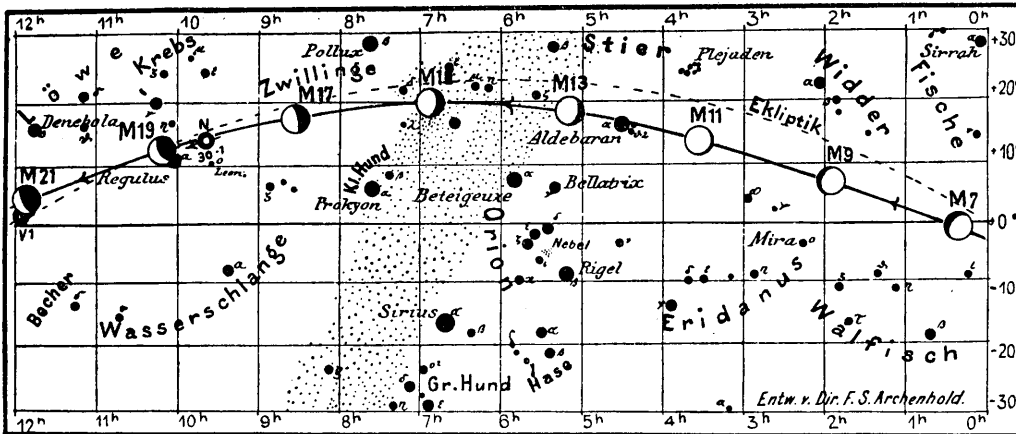 12h 11h 10h 9h 8h 7h 6h 5h 4h 3h 2h 1h 0h
+30
+20
+10
0
-10
-20
-30
Löwe
Krebs
Zwillinge
Stier
Widder
Fische
Pollux
Plejaden
Sirrah
Denebola
Regulus
Aldebaran
Ekliptik
M21
M19
M17
M15
M13
M11
M9
M7
N
30·1
V1
Leon.
Kl. Hund
Prokyon
Beteigeuze
Bellatrix
Orion
Nebel
Rigel
Mira
Becher
Wasserschlange
Sirius
Gr. Hund
Hase
Eridanus
Walfisch
Entw. v. Dir. F. S. Archenhold.
12h 11h 10h 9h 8h 7h 6h 5h 4h 3h 2h 1h 0h